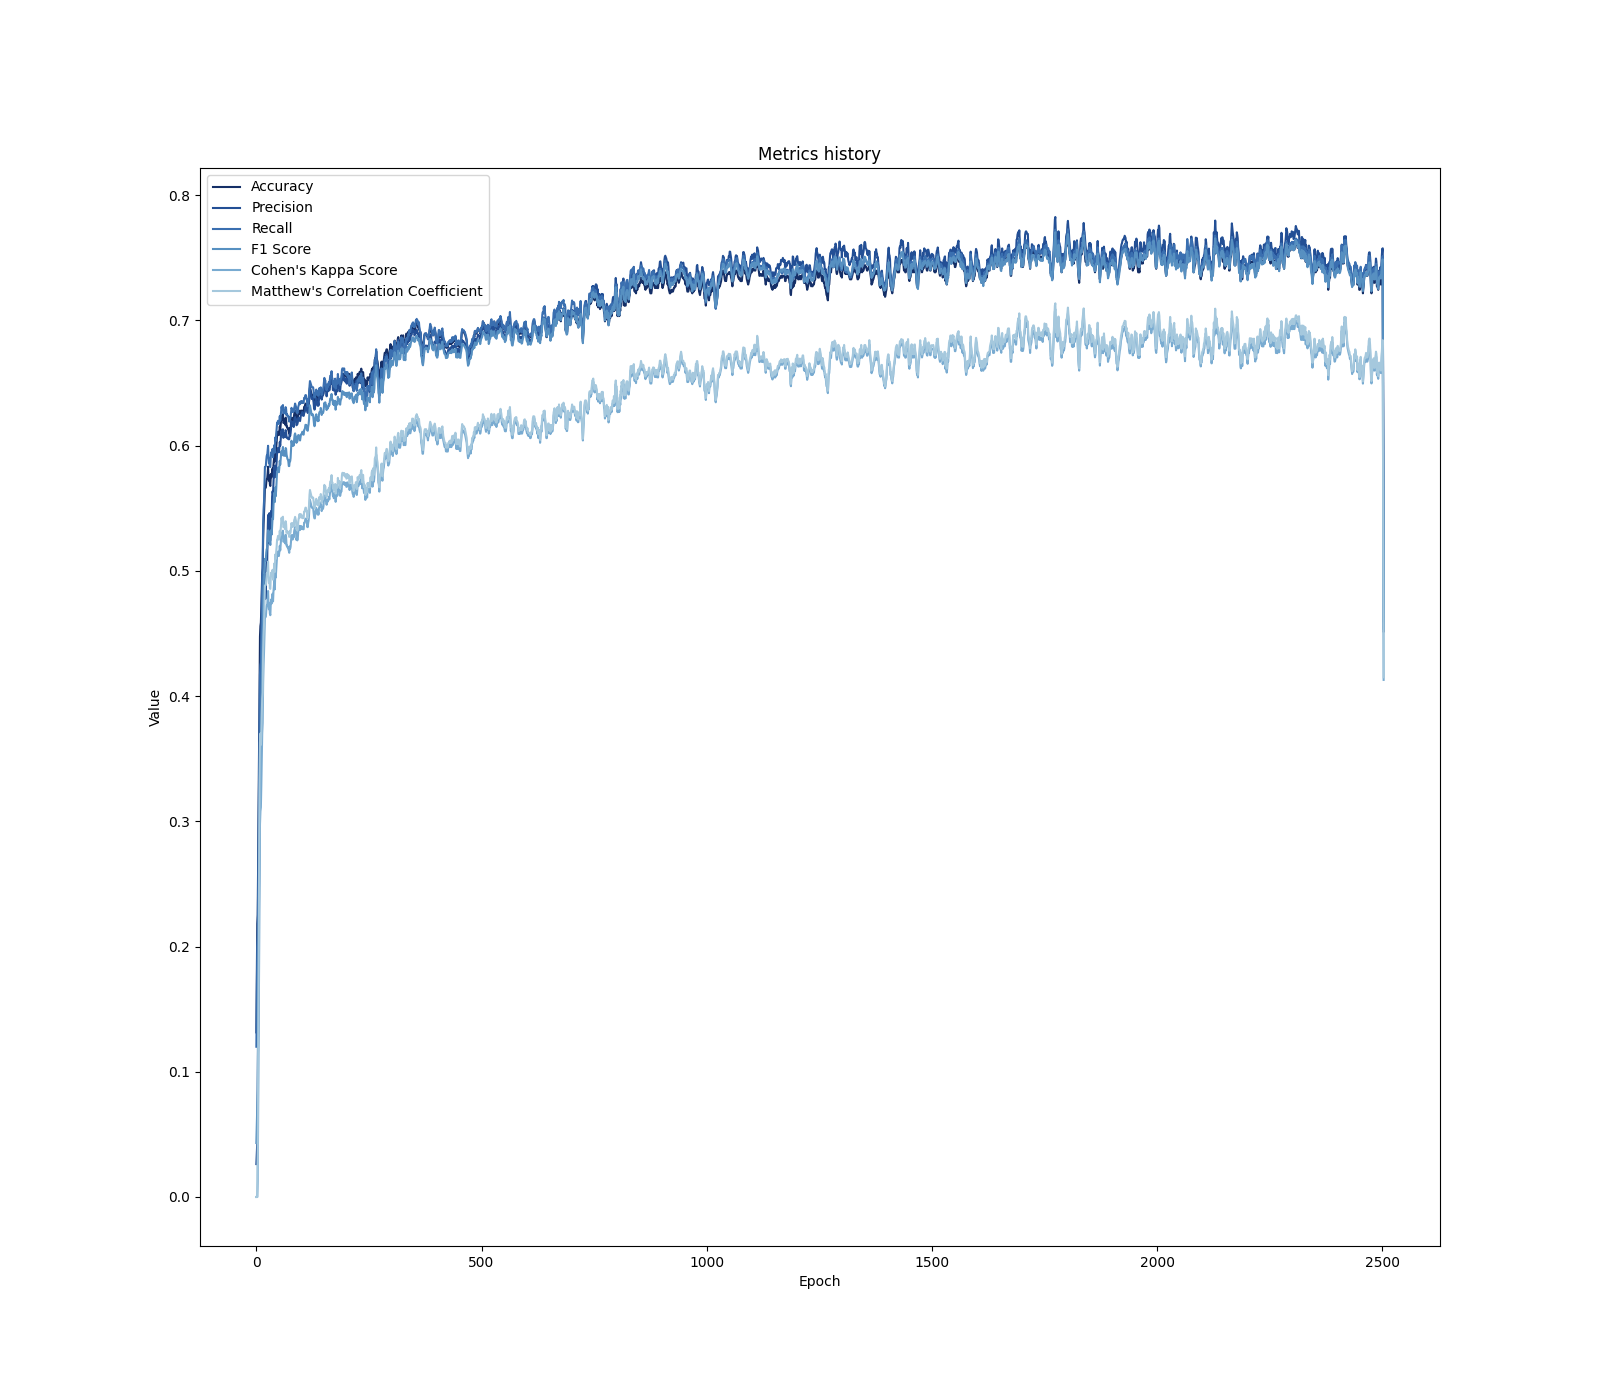 Metrics history
Accuracy
Precision
Recall
F1 Score
Cohen's Kappa Score
Matthew's Correlation Coefficient
0.8
0.7
0.6
0.5
0.4
0.3
0.2
0.1
0.0
Value
0 500 1000 1500 2000 2500
Epoch